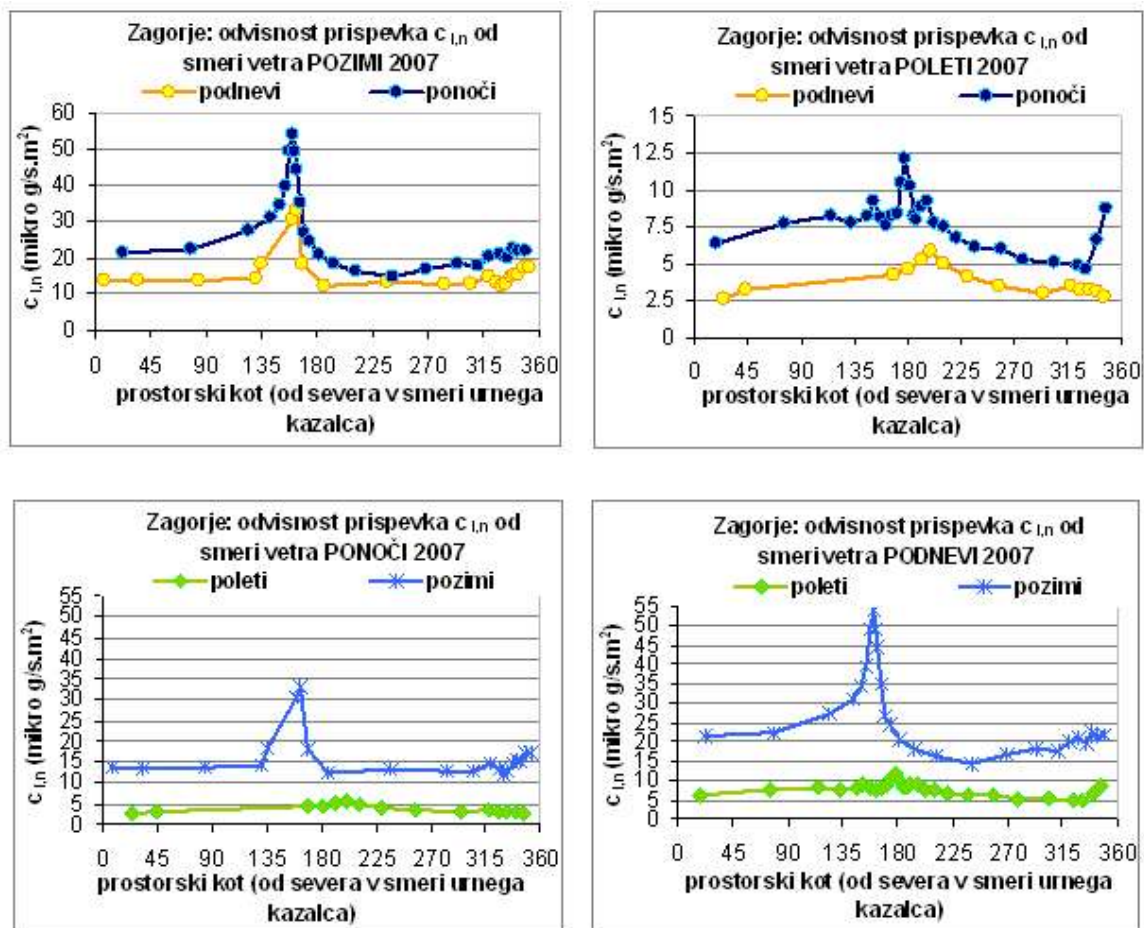 Zagorje: odvisnost prispevka c I,n od
smeri vetra POZIMI 2007
podnevi ponoči
c I,n (mikro g/s.m²)
60
50
40
30
20
10
0
0 45 90 135 180 225 270 315 360
prostorski kot (od severa v smeri urnega
kazalca)
Zagorje: odvisnost prispevka c I,n od
smeri vetra POLETI 2007
podnevi ponoči
c I,n (mikro g/s.m²)
15
12.5
10
7.5
5
2.5
0
0 45 90 135 180 225 270 315 360
prostorski kot (od severa v smeri urnega
kazalca)
Zagorje: odvisnost prispevka c I,n od
smeri vetra PONOČI 2007
poleti pozimi
c I,n (mikro g/s.m²)
55
50
45
40
35
30
25
20
15
10
5
0
0 45 90 135 180 225 270 315 360
prostorski kot (od severa v smeri urnega
kazalca)
Zagorje: odvisnost prispevka c I,n od
smeri vetra PODNEVI 2007
poleti pozimi
c I,n (mikro g/s.m²)
55
50
45
40
35
30
25
20
15
10
5
0
0 45 90 135 180 225 270 315 360
prostorski kot (od severa v smeri urnega
kazalca)